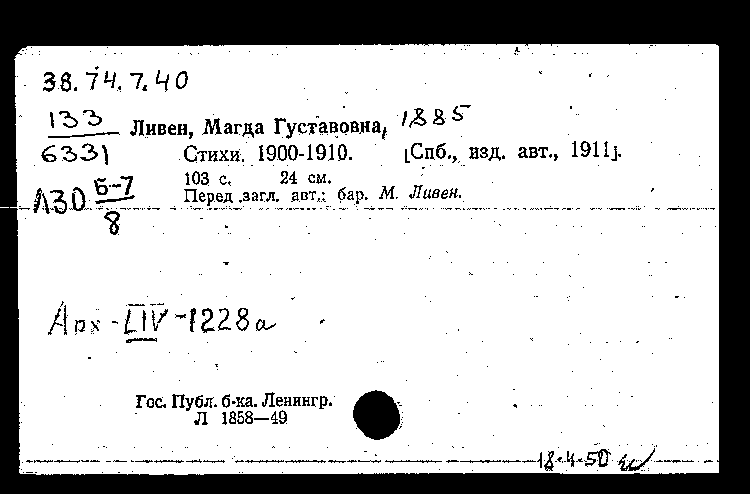 38.74.7.40
133 Ливен, Магда Густавовна, 1885
6331 Стихи. 1900-1910. [Спб., изд. авт., 1911].
103 с. 24 см.
Л30 Б-7/8 Перед загл. авт.: бар. М. Ливен.
Арх - LIV - 1228а
Гос. Публ. б-ка. Ленингр.
Л 1858—49
18-4-50